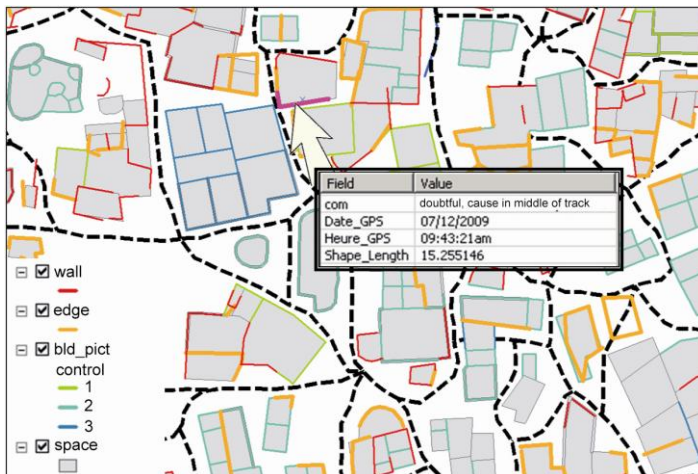 Field Value
com doubtful, cause in middle of track
Date_GPS 07/12/2009
Heure_GPS 09:43:21am
Shape_Length 15.255146
wall
edge
bld_pict
control
1
2
3
space